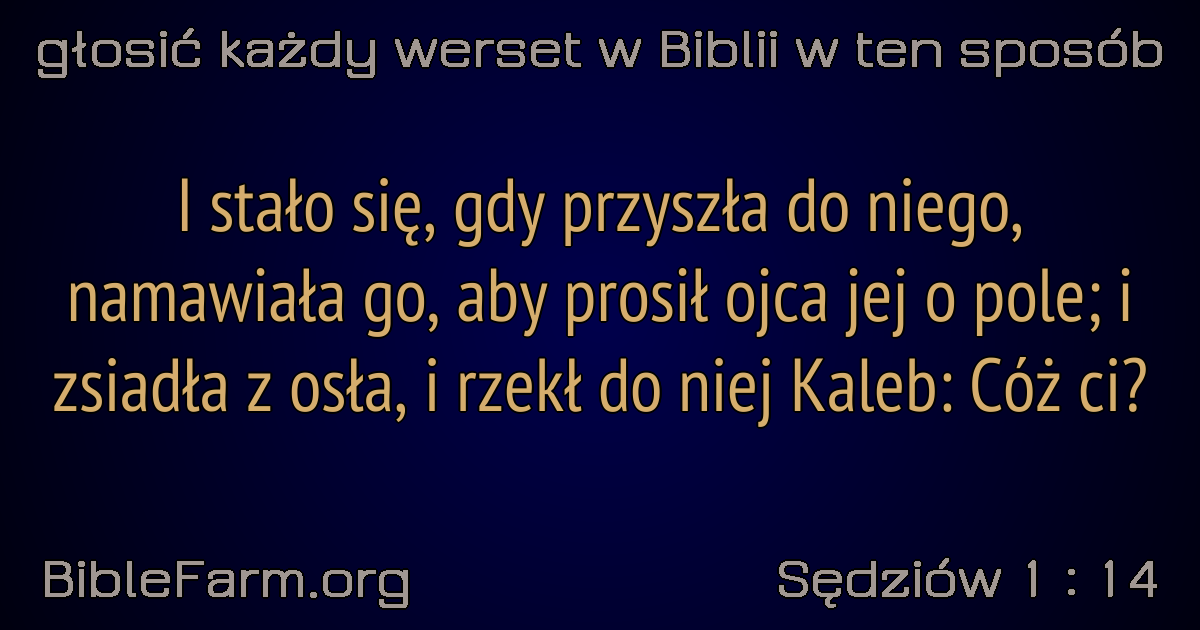 głosić każdy werset w Biblii w ten sposób
I stało się, gdy przyszła do niego,
namawiała go, aby prosił ojca jej o pole; i
zsiadła z osła, i rzekł do niej Kaleb: Cóż ci?
BibleFarm.org
Sędziów 1 : 14